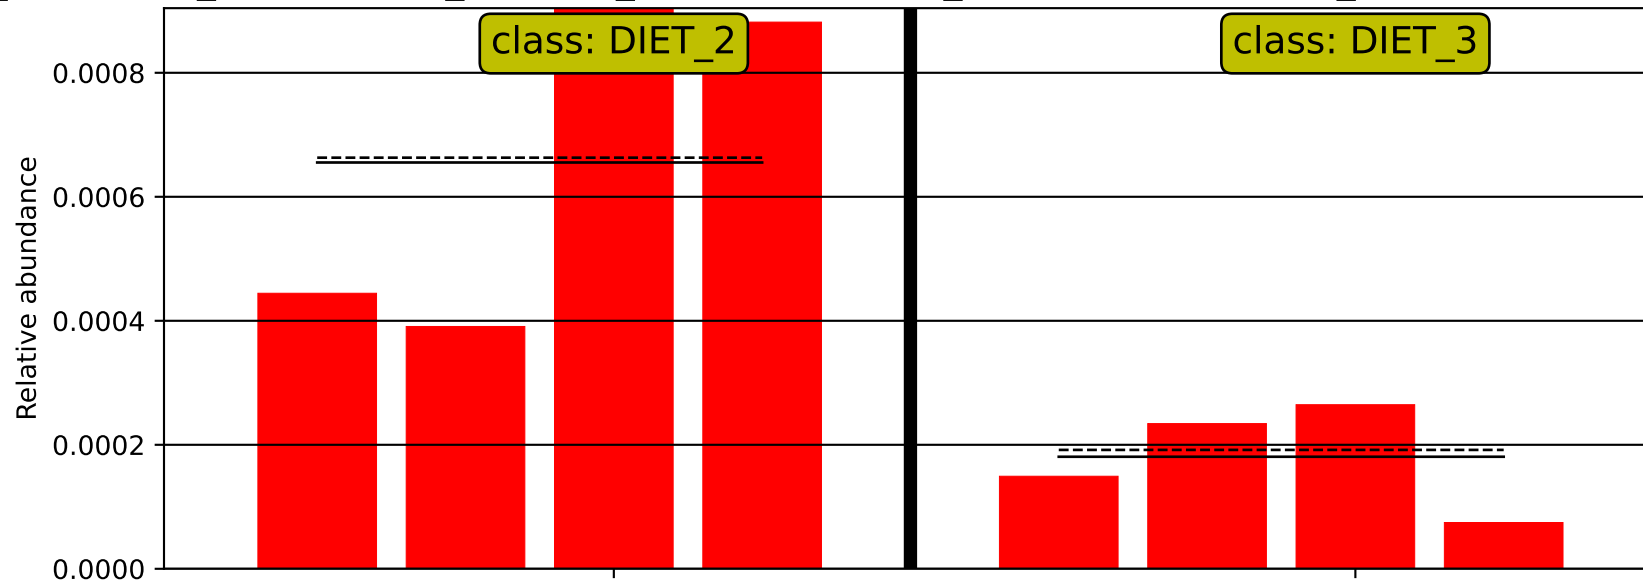 class: DIET_2
class: DIET_3
0.0008
0.0006
0.0004
0.0002
0.0000
Relative abundance